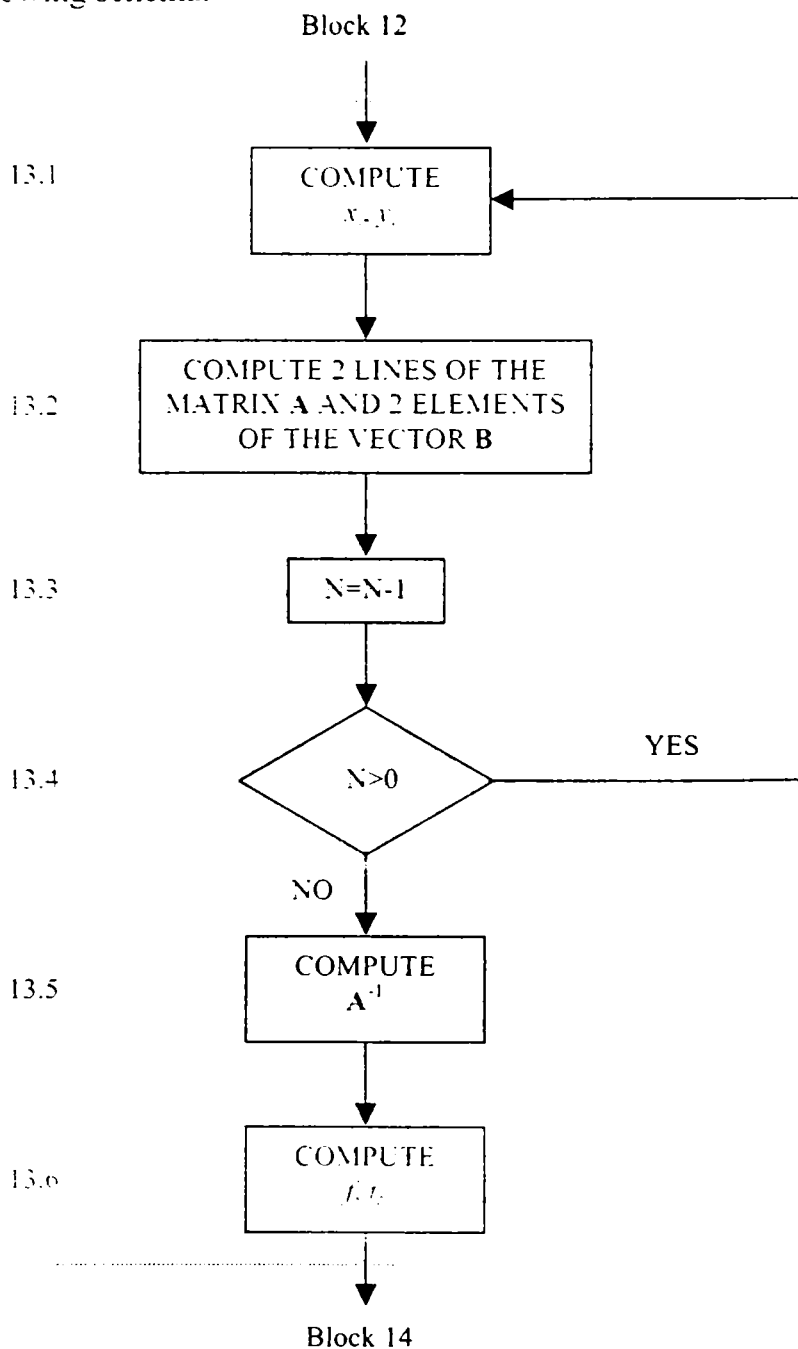 Block 12
13.1
COMPUTE
13.2
COMPUTE 2 LINES OF THE
MATRIX A AND 2 ELEMENTS
OF THE VECTOR B
13.3
N=N-1
13.4
N>0
YES
NO
13.5
COMPUTE
A⁻¹
13.6
COMPUTE
Block 14